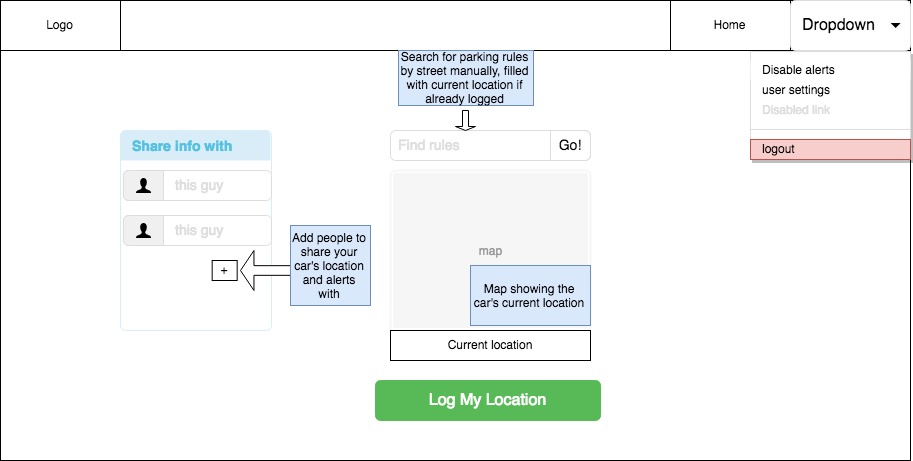 Logo
Home
Dropdown
Disable alerts
user settings
Disabled link
logout
Search for parking rules
by street manually, filled
with current location if
already logged
Find rules
Go!
Share info with
this guy
this guy
+
Add people to
share your
car's location
and alerts
with
map
Map showing the
car's current location
Current location
Log My Location